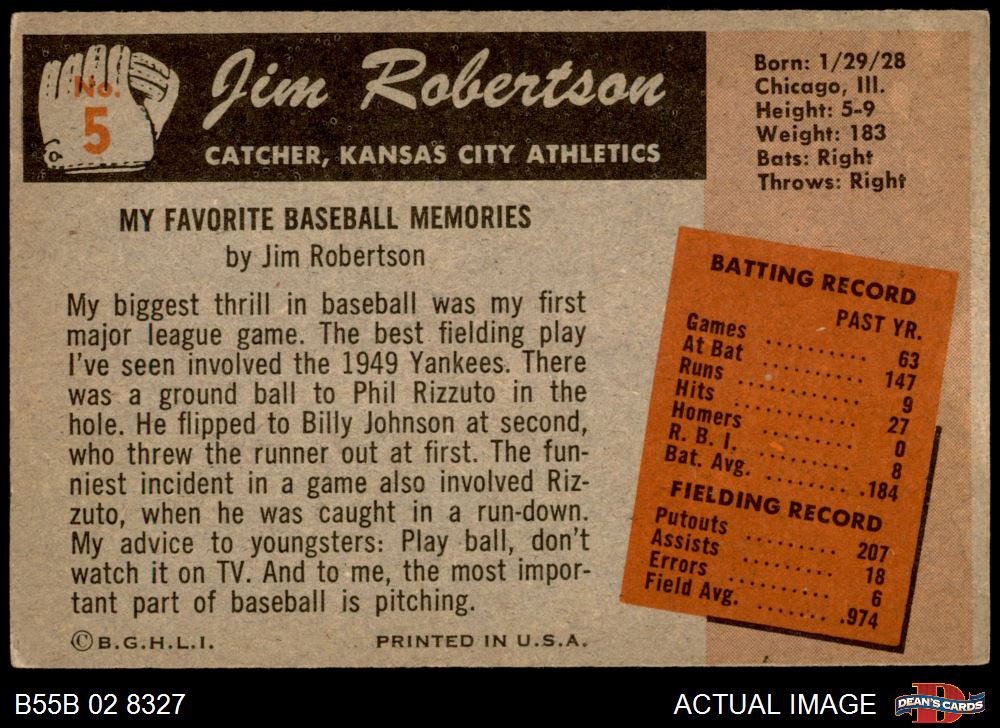 No.
5
Jim Robertson
CATCHER, KANSAS CITY ATHLETICS
Born: 1/29/28
Chicago, Ill.
Height: 5-9
Weight: 183
Bats: Right
Throws: Right
MY FAVORITE BASEBALL MEMORIES
by Jim Robertson
My biggest thrill in baseball was my first
major league game. The best fielding play
I've seen involved the 1949 Yankees. There
was a ground ball to Phil Rizzuto in the
hole. He flipped to Billy Johnson at second,
who threw the runner out at first. The fun-
niest incident in a game also involved Riz-
zuto, when he was caught in a run-down.
My advice to youngsters: Play ball, don't
watch it on TV. And to me, the most impor-
tant part of baseball is pitching.
©B.G.H.L.I. PRINTED IN U.S.A.
BATTING RECORD
PAST YR.
Games .......... 63
At Bat .......... 147
Runs .......... 9
Hits .......... 27
Homers .......... 0
R. B. I. .......... 8
Bat. Avg. .......... .184
FIELDING RECORD
Putouts .......... 207
Assists .......... 18
Errors .......... 6
Field Avg. ....... .974
B55B 02 8327
ACTUAL IMAGE
D
DEAN'S CARDS